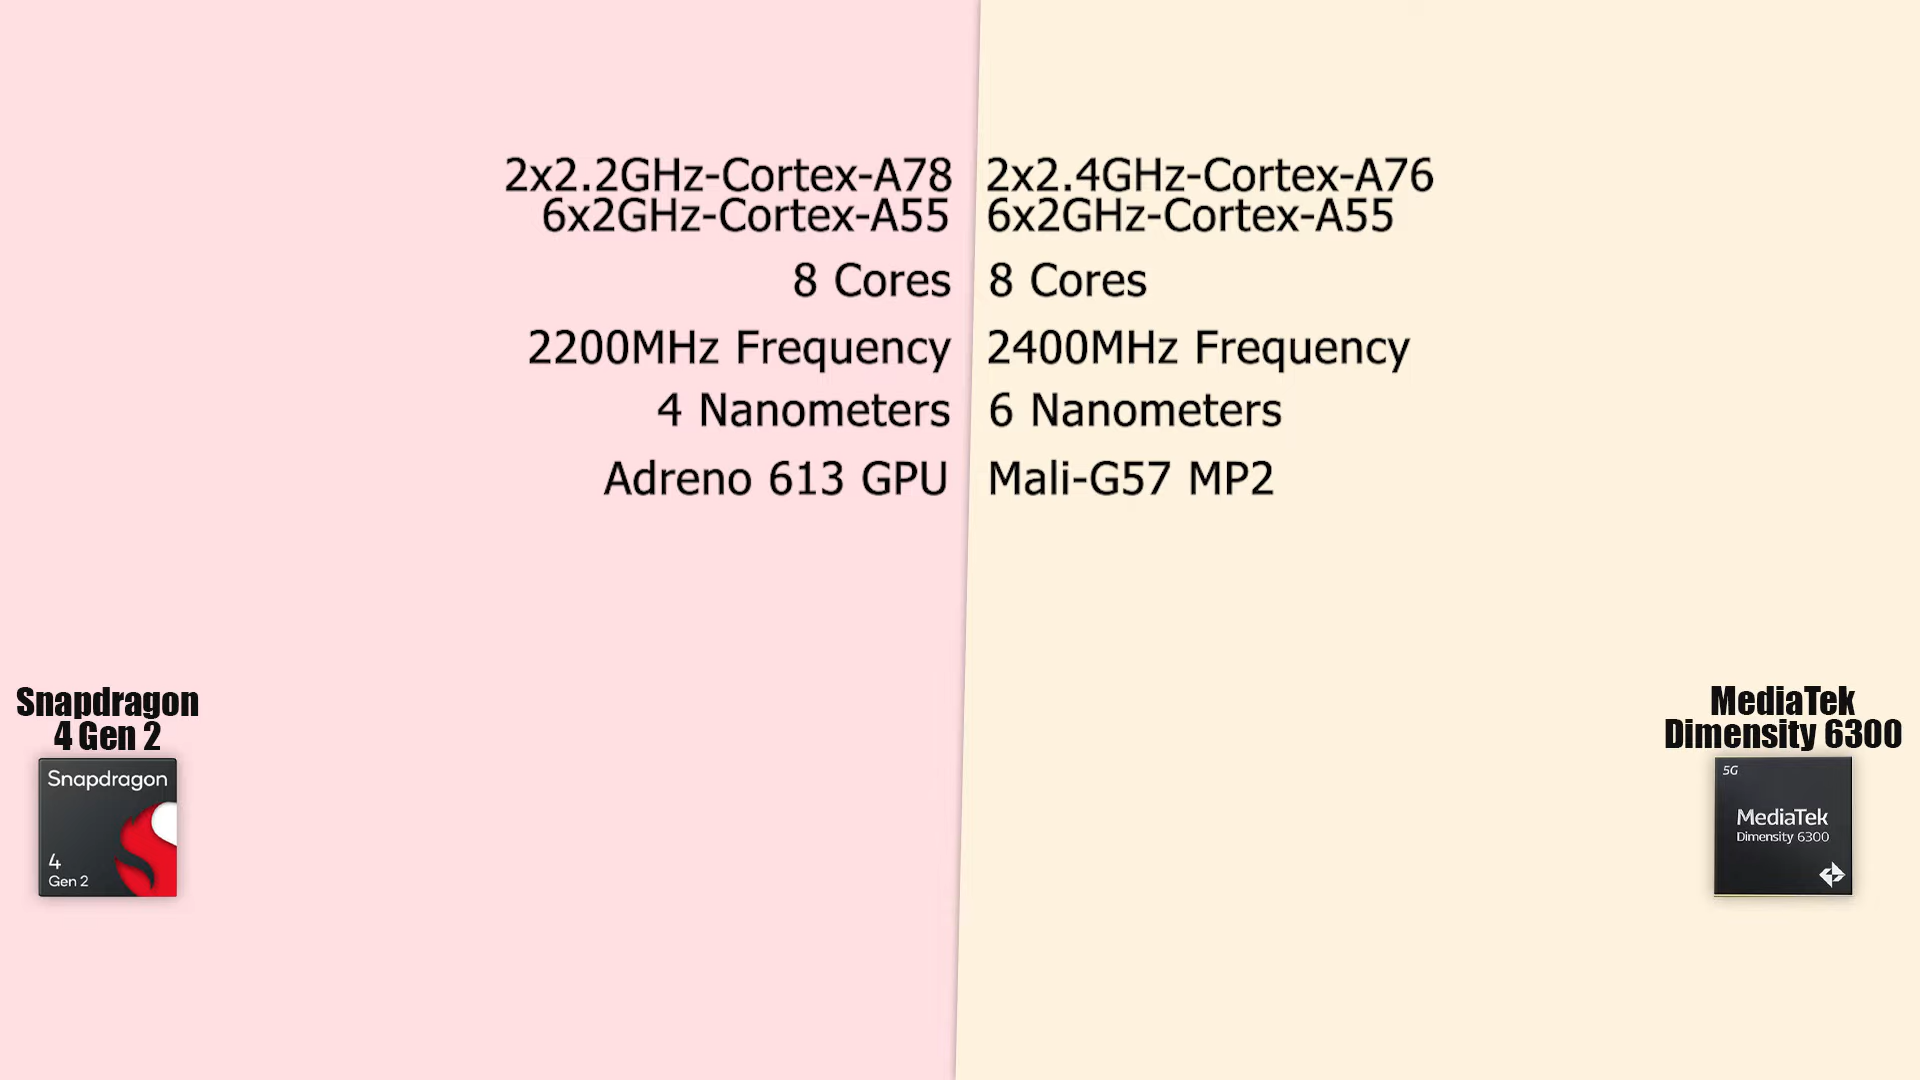 2x2.2GHz-Cortex-A78
6x2GHz-Cortex-A55
8 Cores
2200MHz Frequency
4 Nanometers
Adreno 613 GPU
2x2.4GHz-Cortex-A76
6x2GHz-Cortex-A55
8 Cores
2400MHz Frequency
6 Nanometers
Mali-G57 MP2
Snapdragon
4 Gen 2
Snapdragon
4
Gen 2
MediaTek
Dimensity 6300
5G
MediaTek
Dimensity 6300